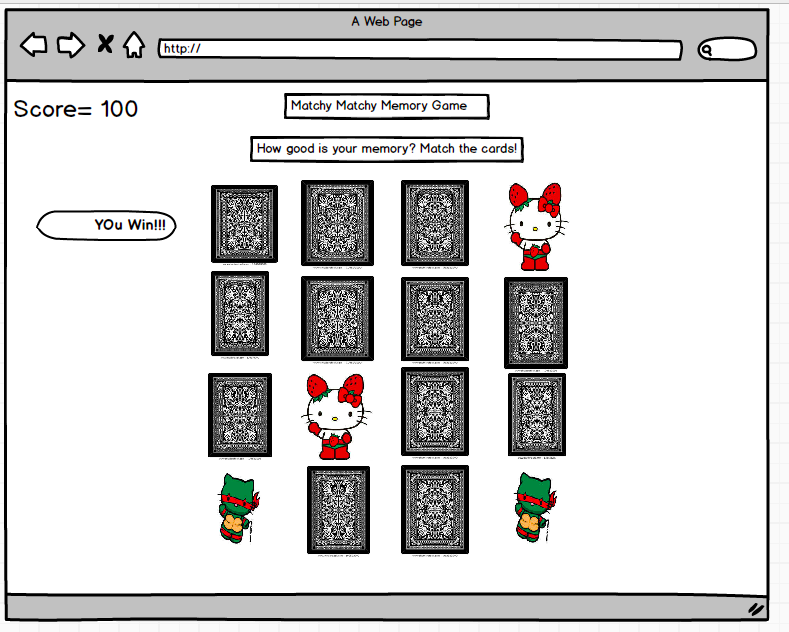 A Web Page
http://
Score= 100
Matchy Matchy Memory Game
How good is your memory? Match the cards!
YOu Win!!!